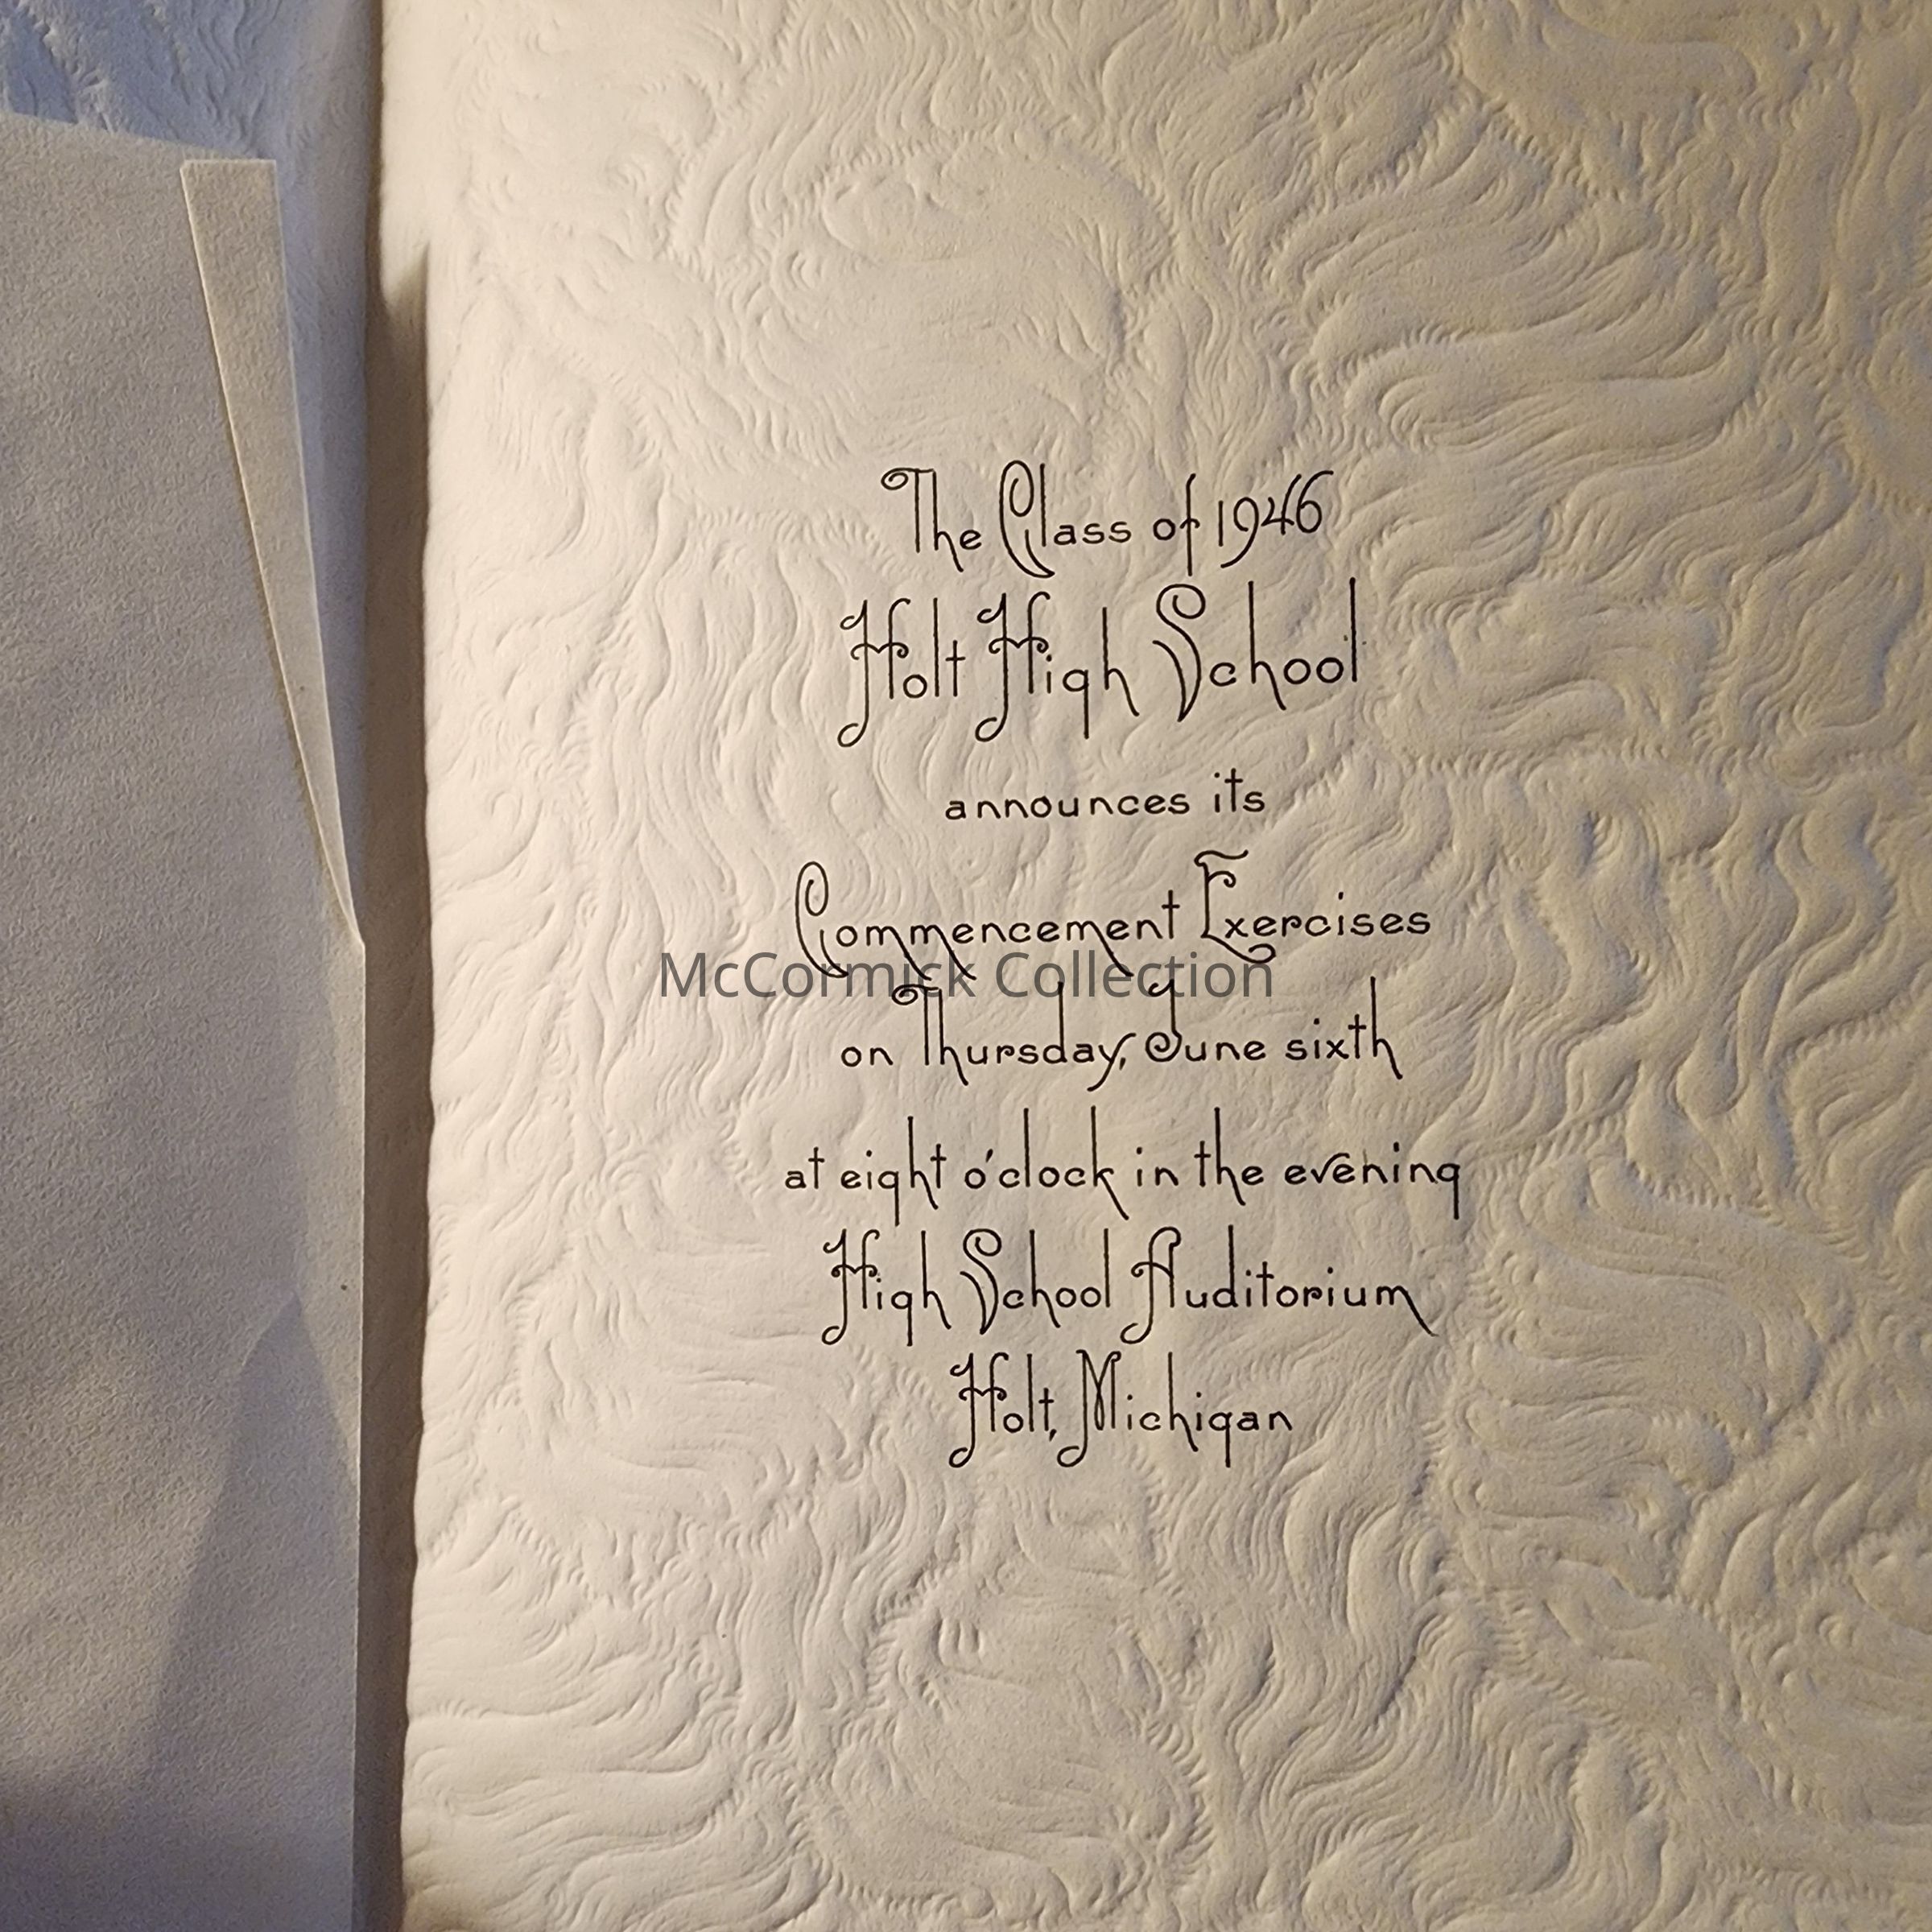 The Class of 1946
Holt High School
announces its
Commencement Exercises
McCormick Collection
on Thursday, June sixth
at eight o'clock in the evening
High School Auditorium
Holt, Michigan